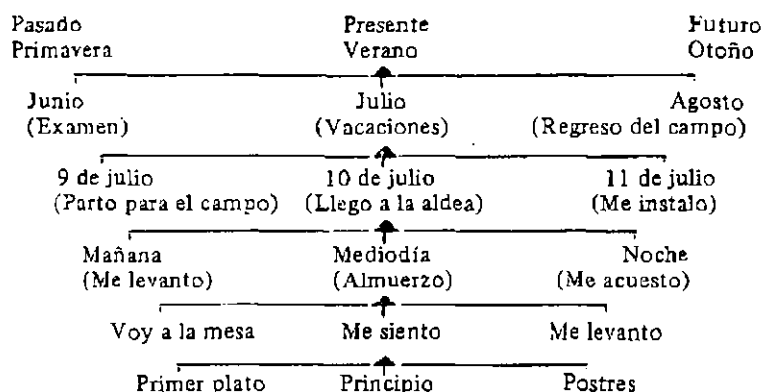 Pasado Presente Futuro
Primavera Verano Otoño
Junio Julio Agosto
(Examen) (Vacaciones) (Regreso del campo)
9 de julio 10 de julio 11 de julio
(Parto para el campo) (Llego a la aldea) (Me instalo)
Mañana Mediodía Noche
(Me levanto) (Almuerzo) (Me acuesto)
Voy a la mesa Me siento Me levanto
Primer plato Principio Postres